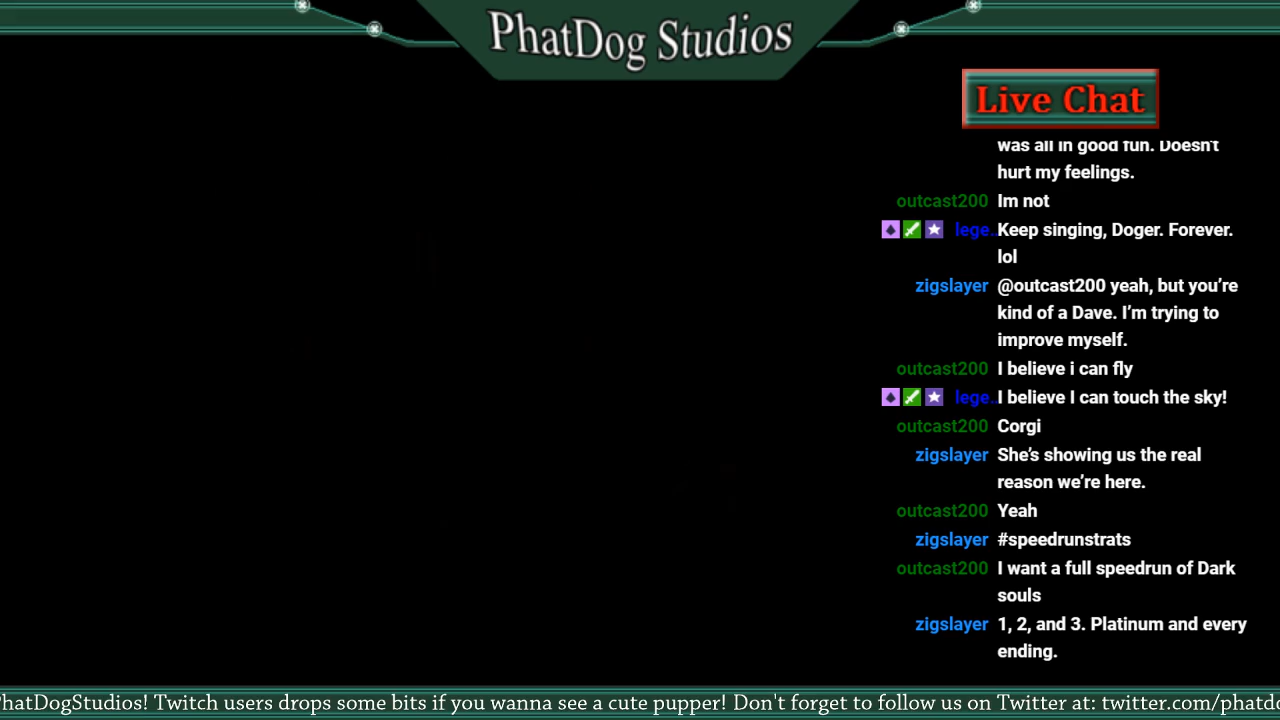 PhatDog Studios
Live Chat
was all in good fun. Doesn't
hurt my feelings.
outcast200 Im not
lege.. Keep singing, Doger. Forever.
lol
zigslayer @outcast200 yeah, but you’re
kind of a Dave. I’m trying to
improve myself.
outcast200 I believe i can fly
lege.. I believe I can touch the sky!
outcast200 Corgi
zigslayer She’s showing us the real
reason we’re here.
outcast200 Yeah
zigslayer #speedrunstrats
outcast200 I want a full speedrun of Dark
souls
zigslayer 1, 2, and 3. Platinum and every
ending.
PhatDogStudios! Twitch users drops some bits if you wanna see a cute pupper! Don't forget to follow us on Twitter at: twitter.com/phatd